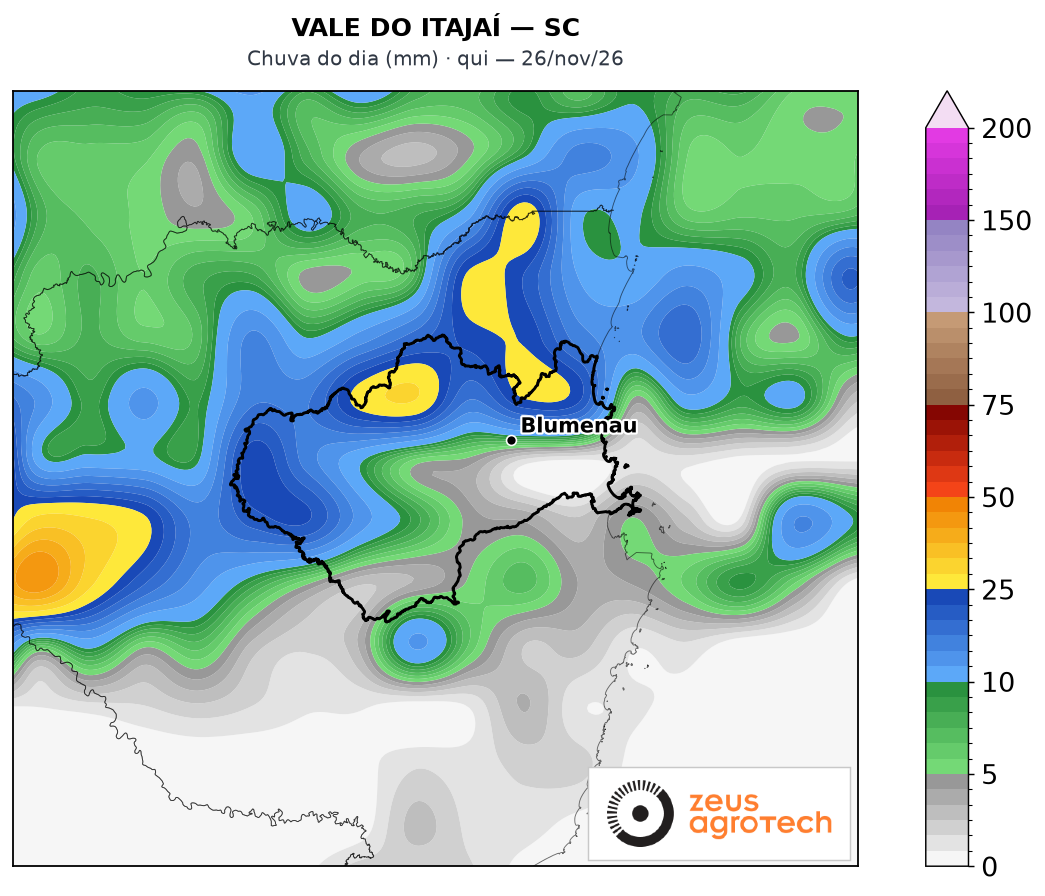 VALE DO ITAJAÍ — SC
Chuva do dia (mm) · qui — 26/nov/26
200
150
100
75
50
25
10
5
0
Blumenau
zeus
agrotech